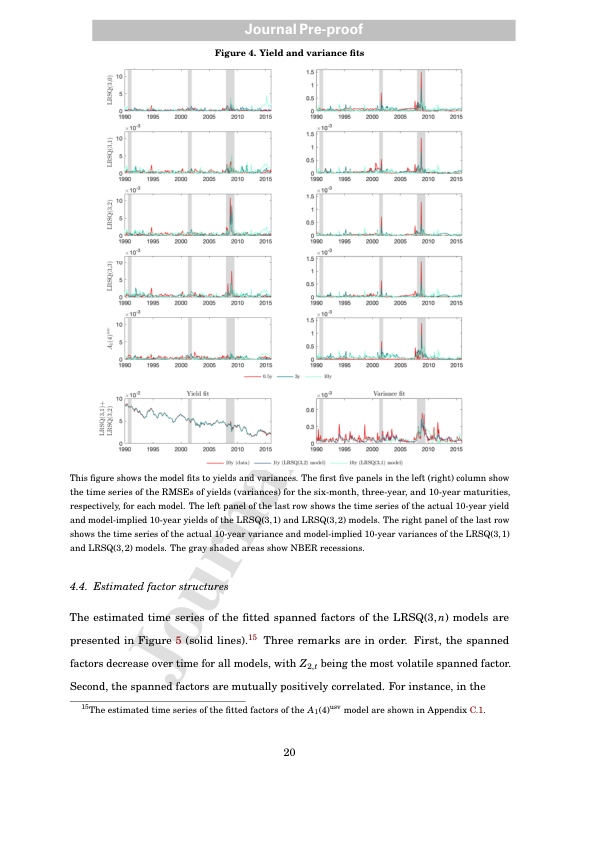 Journal Pre-proof
Figure 4. Yield and variance fits
LRSQ(3,0)
10
5
0
1990 1995 2000 2005 2010 2015
1.5
1
0.5
0
1990 1995 2000 2005 2010 2015
LRSQ(3,1)
×10⁻³
10
5
0
1990 1995 2000 2005 2010 2015
×10⁻³
1.5
1
0.5
0
1990 1995 2000 2005 2010 2015
LRSQ(3,2)
×10⁻³
10
5
0
1990 1995 2000 2005 2010 2015
×10⁻³
1.5
1
0.5
0
1990 1995 2000 2005 2010 2015
LRSQ(3,3)
×10⁻³
10
5
0
1990 1995 2000 2005 2010 2015
×10⁻³
1.5
1
0.5
0
1990 1995 2000 2005 2010 2015
A₁(4)ᵘˢᵛ
×10⁻³
10
5
0
1990 1995 2000 2005 2010 2015
×10⁻³
1.5
1
0.5
0
1990 1995 2000 2005 2010 2015
0.5y 3y 10y
LRSQ(3,1)+
LRSQ(3,2)
Yield fit
×10⁻²
10
5
0
1990 1995 2000 2005 2010 2015
Variance fit
×10⁻³
0.6
0.3
0
1990 1995 2000 2005 2010 2015
10y (data) (LRSQ(3,2) model) 10y (LRSQ(3,1) model)
This figure shows the model fits to yields and variances. The first five panels in the left (right) column show
the time series of the RMSEs of yields (variances) for the six-month, three-year, and 10-year maturities,
respectively, for each model. The left panel of the last row shows the time series of the actual 10-year yield
and model-implied 10-year yields of the LRSQ(3,1) and LRSQ(3,2) models. The right panel of the last row
shows the time series of the actual 10-year variance and model-implied 10-year variances of the LRSQ(3,1)
and LRSQ(3,2) models. The gray shaded areas show NBER recessions.
4.4. Estimated factor structures
The estimated time series of the fitted spanned factors of the LRSQ(3,n) models are
presented in Figure 5 (solid lines).¹⁵ Three remarks are in order. First, the spanned
factors decrease over time for all models, with Z₂,ₜ being the most volatile spanned factor.
Second, the spanned factors are mutually positively correlated. For instance, in the
¹⁵The estimated time series of the fitted factors of the A₁(4)ᵘˢᵛ model are shown in Appendix C.1.
20